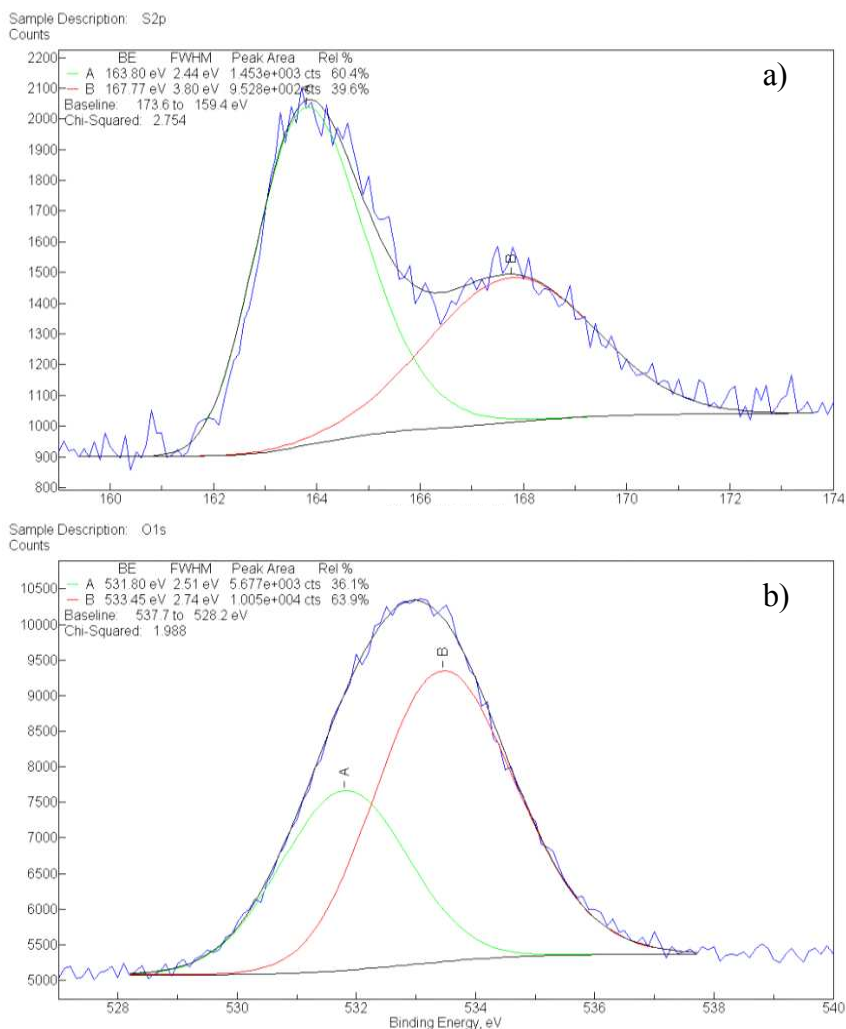 Sample Description: S2p
Counts
BE FWHM Peak Area Rel %
A 163.80 eV 2.44 eV 1.453e+003 cts 60.4%
B 167.77 eV 3.80 eV 9.528e+002 cts 39.6%
Baseline: 173.6 to 159.4 eV
Chi-Squared: 2.754
a)
2200
2100
2000
1900
1800
1700
1600
1500
1400
1300
1200
1100
1000
900
800
A
B
160 162 164 166 168 170 172 174
Sample Description: O1s
Counts
BE FWHM Peak Area Rel %
A 531.80 eV 2.51 eV 5.677e+003 cts 36.1%
B 533.45 eV 2.74 eV 1.005e+004 cts 63.9%
Baseline: 537.7 to 528.2 eV
Chi-Squared: 1.988
b)
10500
10000
9500
9000
8500
8000
7500
7000
6500
6000
5500
5000
A
B
528 530 532 534 536 538 540
Binding Energy, eV